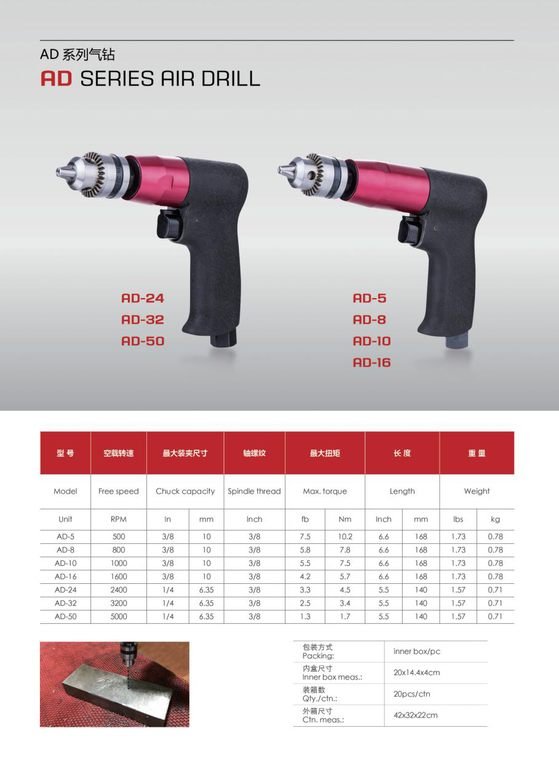 AD 系列气钻
AD SERIES AIR DRILL
AD-24
AD-32
AD-50
AD-5
AD-8
AD-10
AD-16
型 号 空载转速 最大装夹尺寸 轴螺纹 最大扭矩 长 度 重 量
Model Free speed Chuck capacity Spindle thread Max. torque Length Weight
Unit RPM in mm inch fb Nm Inch mm lbs kg
AD-5 500 3/8 10 3/8 7.5 10.2 6.6 168 1.73 0.78
AD-8 800 3/8 10 3/8 5.8 7.8 6.6 168 1.73 0.78
AD-10 1000 3/8 10 3/8 5.5 7.5 6.6 168 1.73 0.78
AD-16 1600 3/8 10 3/8 4.2 5.7 6.6 168 1.73 0.78
AD-24 2400 1/4 6.35 3/8 3.3 4.5 5.5 140 1.57 0.71
AD-32 3200 1/4 6.35 3/8 2.5 3.4 5.5 140 1.57 0.71
AD-50 5000 1/4 6.35 3/8 1.3 1.7 5.5 140 1.57 0.71
包装方式
Packing: inner box/pc
内盒尺寸
Inner box meas.: 20x14.4x4cm
装箱数
Qty./ctn.: 20pcs/ctn
外箱尺寸
Ctn. meas.: 42x32x22cm